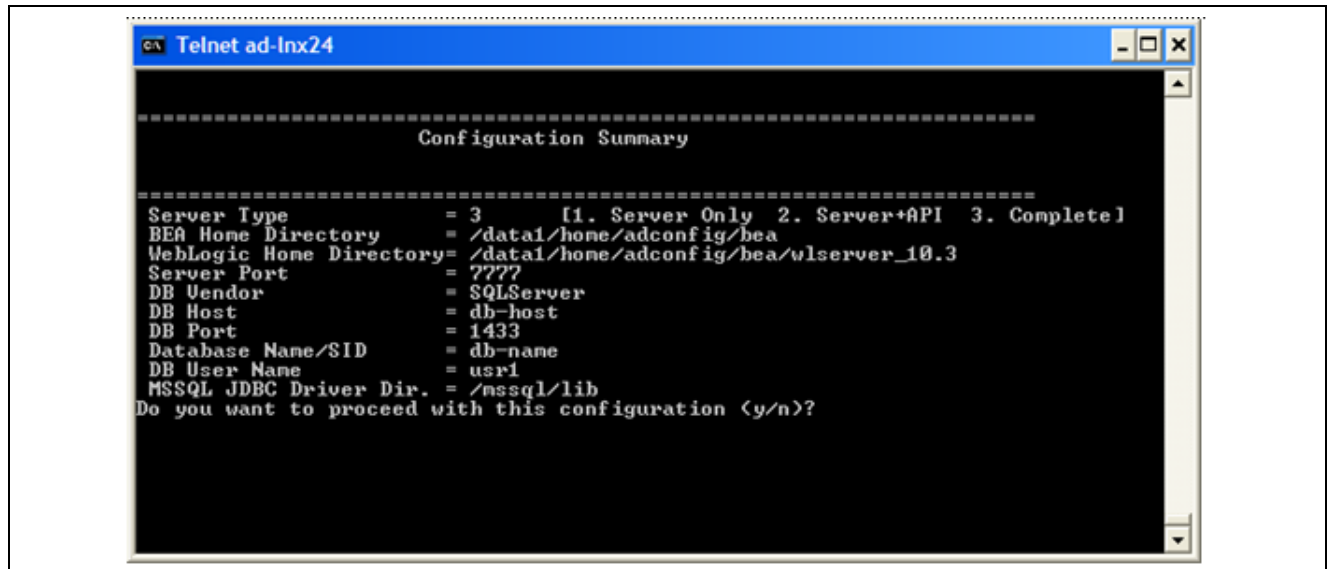 Telnet ad-lnx24
======================================================================
Configuration Summary
======================================================================
Server Type = 3 [1. Server Only 2. Server+API 3. Complete]
BEA Home Directory = /data1/home/adconfig/bea
WebLogic Home Directory= /data1/home/adconfig/bea/wlserver_10.3
Server Port = 7777
DB Vendor = SQLServer
DB Host = db-host
DB Port = 1433
Database Name/SID = db-name
DB User Name = usr1
MSSQL JDBC Driver Dir. = /mssql/lib
Do you want to proceed with this configuration (y/n)?